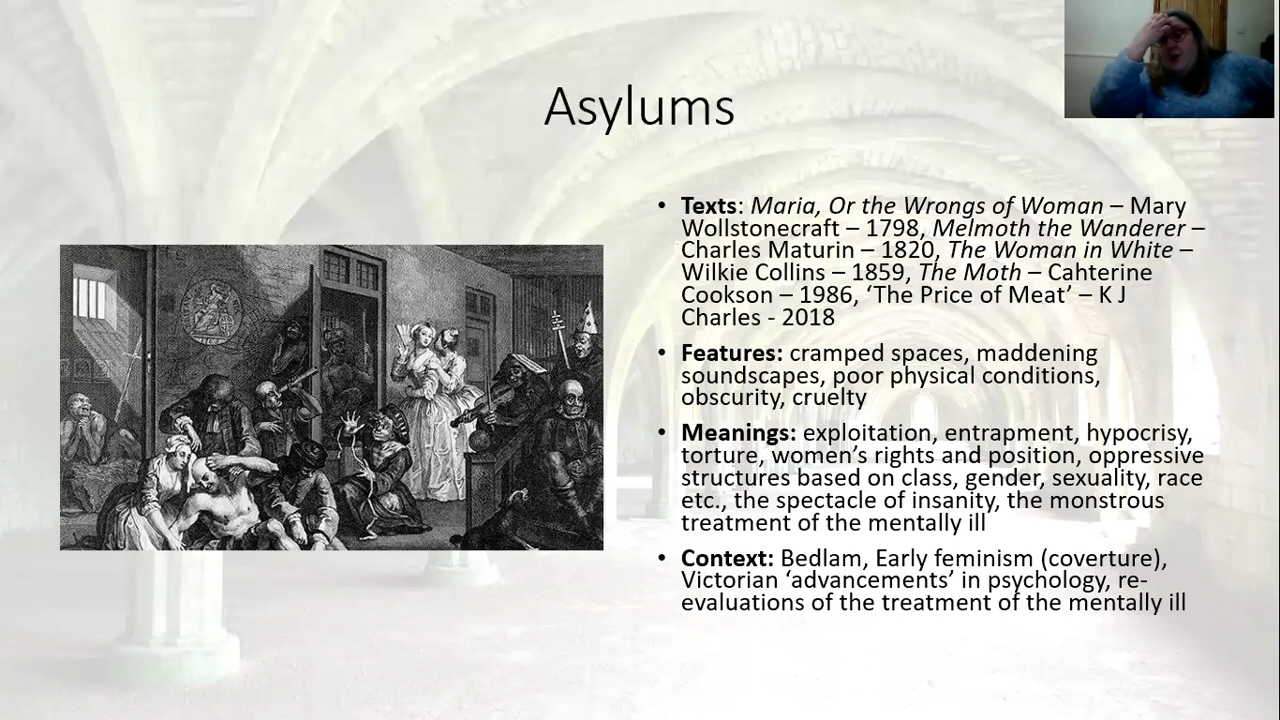 Asylums
• Texts: Maria, Or the Wrongs of Woman – Mary
Wollstonecraft – 1798, Melmoth the Wanderer –
Charles Maturin – 1820, The Woman in White –
Wilkie Collins – 1859, The Moth – Cahterine
Cookson – 1986, ‘The Price of Meat’ – K J
Charles - 2018
• Features: cramped spaces, maddening
soundscapes, poor physical conditions,
obscurity, cruelty
• Meanings: exploitation, entrapment, hypocrisy,
torture, women’s rights and position, oppressive
structures based on class, gender, sexuality, race
etc., the spectacle of insanity, the monstrous
treatment of the mentally ill
• Context: Bedlam, Early feminism (coverture),
Victorian ‘advancements’ in psychology, re-
evaluations of the treatment of the mentally ill